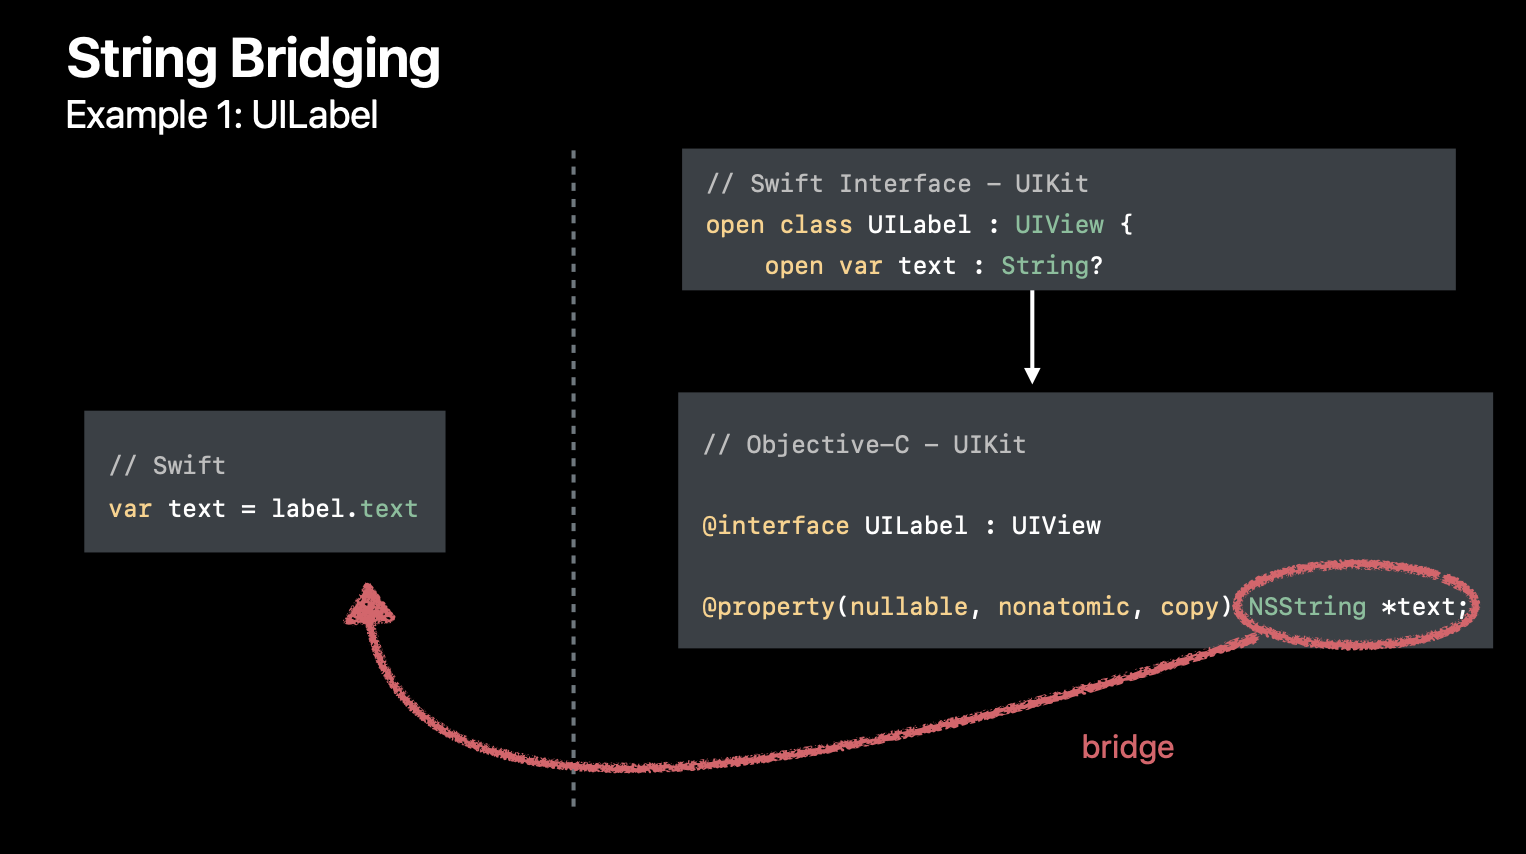 String Bridging
Example 1: UILabel
// Swift Interface – UIKit
open class UILabel : UIView {
open var text : String?
// Swift
var text = label.text
// Objective–C – UIKit
@interface UILabel : UIView
@property(nullable, nonatomic, copy) NSString *text;
bridge